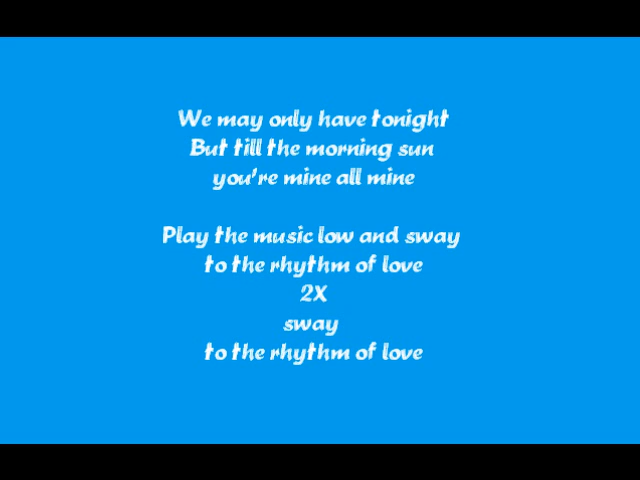 We may only have tonight
But till the morning sun
you're mine all mine
Play the music low and sway
to the rhythm of love
2X
sway
to the rhythm of love